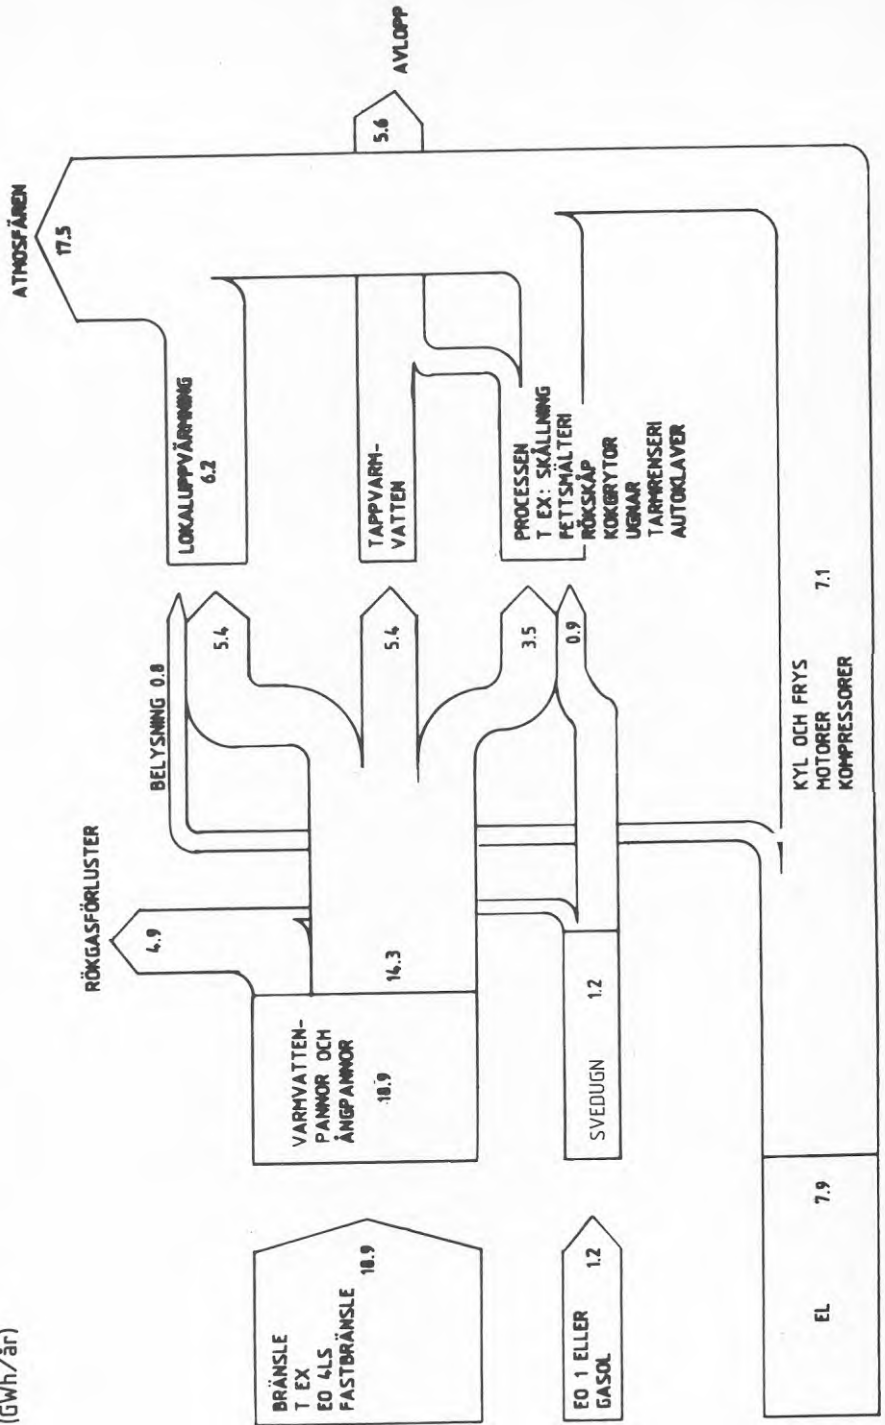 (GWh/år)
BRÄNSLE
T EX
EO 4LS
FASTBRÄNSLE
18.9
EO 1 ELLER
GASOL
1.2
EL
7.9
VARMVATTEN-
PANNOR OCH
ÅNGPANNOR
18.9
SVEDUGN
1.2
RÖKGASFÖRLUSTER
4.9
14.3
BELYSNING 0.8
5.4
5.4
3.5
0.9
KYL OCH FRYS
MOTORER
KOMPRESSORER
7.1
LOKALUPPVÄRMNING
6.2
TAPPVARM-
VATTEN
PROCESSEN
T EX: SKÅLLNING
FETTSMÄLTERI
RÖKSKÅP
KOKGRYTOR
UGNAR
TARMRENSERI
AUTOKLAVER
ATMOSFÄREN
17.5
5.6
AVLOPP